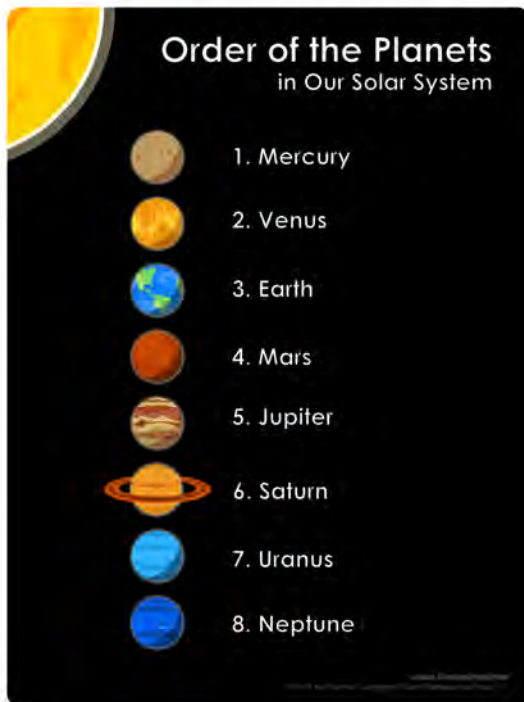 Order of the Planets
in Our Solar System
1. Mercury
2. Venus
3. Earth
4. Mars
5. Jupiter
6. Saturn
7. Uranus
8. Neptune